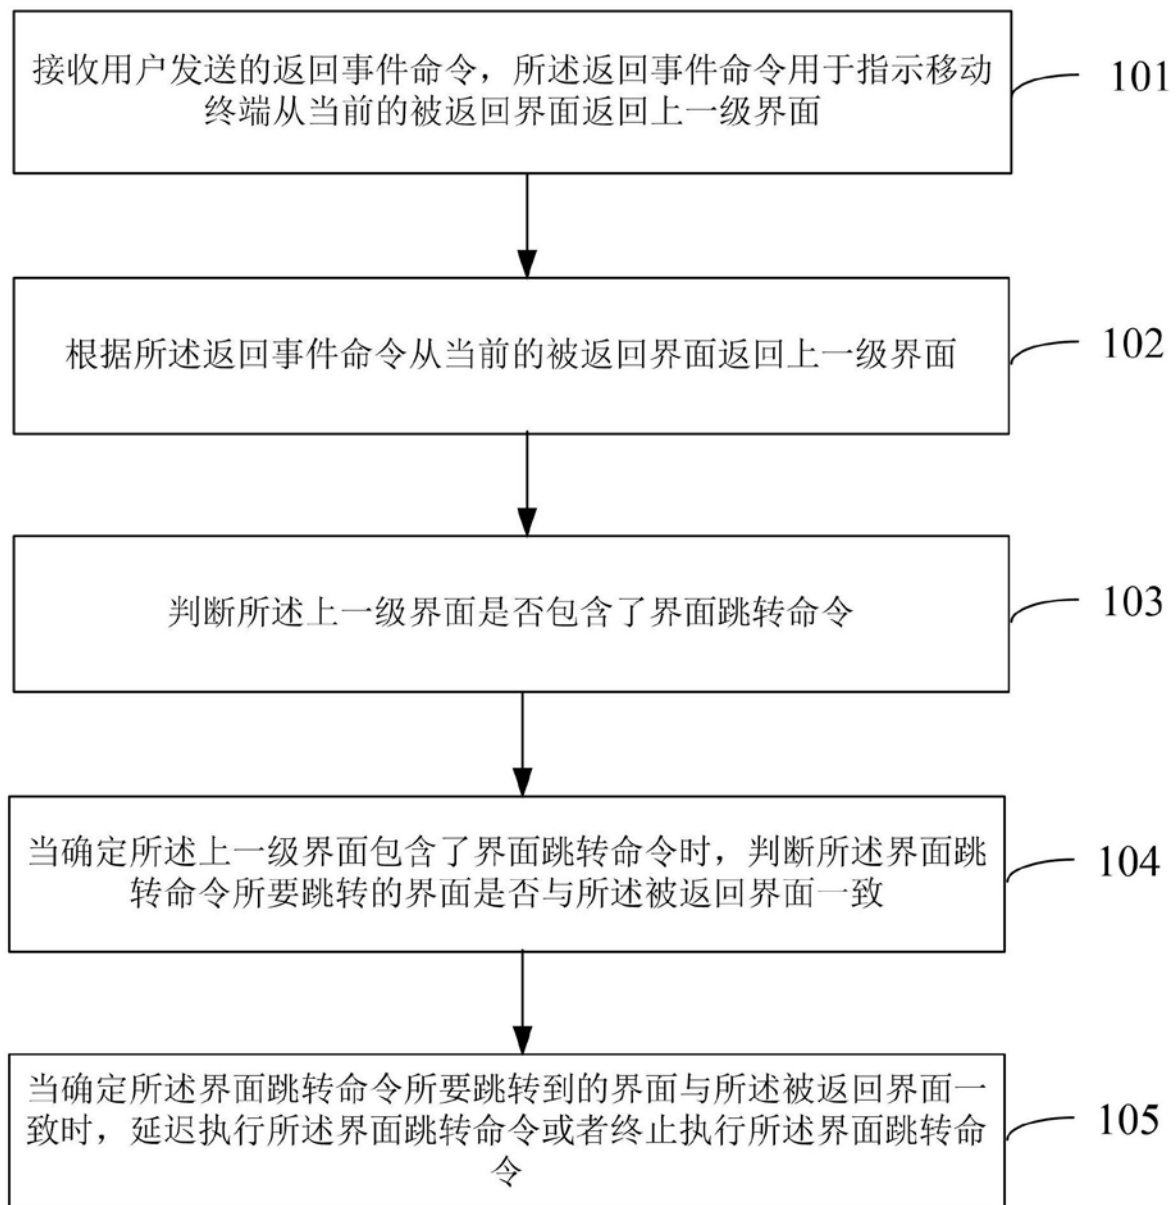 接收用户发送的返回事件命令，所述返回事件命令用于指示移动
终端从当前的被返回界面返回上一级界面
101
根据所述返回事件命令从当前的被返回界面返回上一级界面
102
判断所述上一级界面是否包含了界面跳转命令
103
当确定所述上一级界面包含了界面跳转命令时，判断所述界面跳
转命令所要跳转的界面是否与所述被返回界面一致
104
当确定所述界面跳转命令所要跳转到的界面与所述被返回界面一
致时，延迟执行所述界面跳转命令或者终止执行所述界面跳转命
令
105